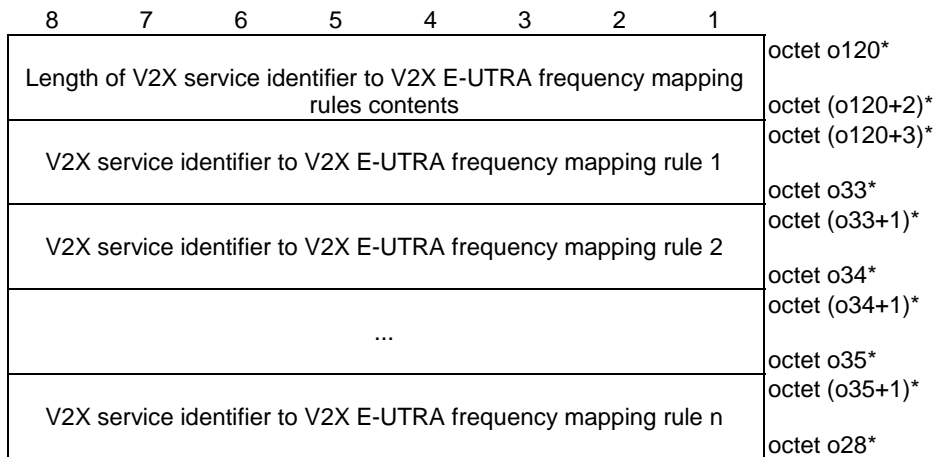 8 7 6 5 4 3 2 1
octet o120*
Length of V2X service identifier to V2X E-UTRA frequency mapping
rules contents
octet (o120+2)*
octet (o120+3)*
V2X service identifier to V2X E-UTRA frequency mapping rule 1
octet o33*
octet (o33+1)*
V2X service identifier to V2X E-UTRA frequency mapping rule 2
octet o34*
octet (o34+1)*
...
octet o35*
octet (o35+1)*
V2X service identifier to V2X E-UTRA frequency mapping rule n
octet o28*